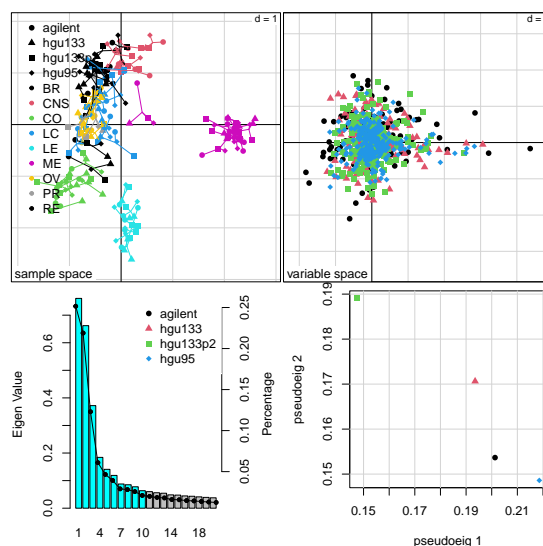 d = 1
agilent
hgu133
hgu133p
hgu95
BR
CNS
CO
LC
LE
ME
OV
PR
RE
sample space
d =
variable space
agilent
hgu133
hgu133p2
hgu95
Eigen Value
0.0
0.2
0.4
0.6
Percentage
0.05
0.10
0.15
0.20
0.25
1
4
7
10
14
18
pseudoeig 2
0.15
0.16
0.17
0.18
0.19
0.15
0.17
0.19
0.21
pseudoeig 1